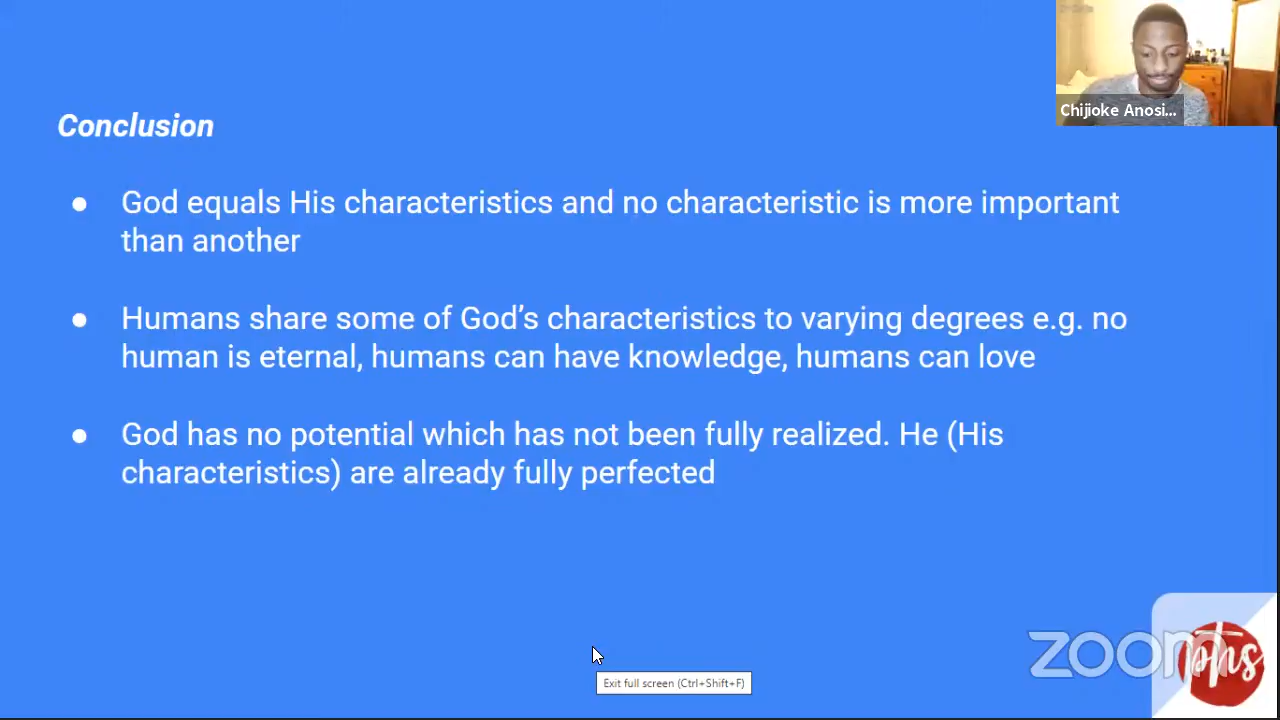 Chijioke Anosi...
Conclusion
● God equals His characteristics and no characteristic is more important
than another
● Humans share some of God’s characteristics to varying degrees e.g. no
human is eternal, humans can have knowledge, humans can love
● God has no potential which has not been fully realized. He (His
characteristics) are already fully perfected
zoom
phs
Exit full screen (Ctrl+Shift+F)